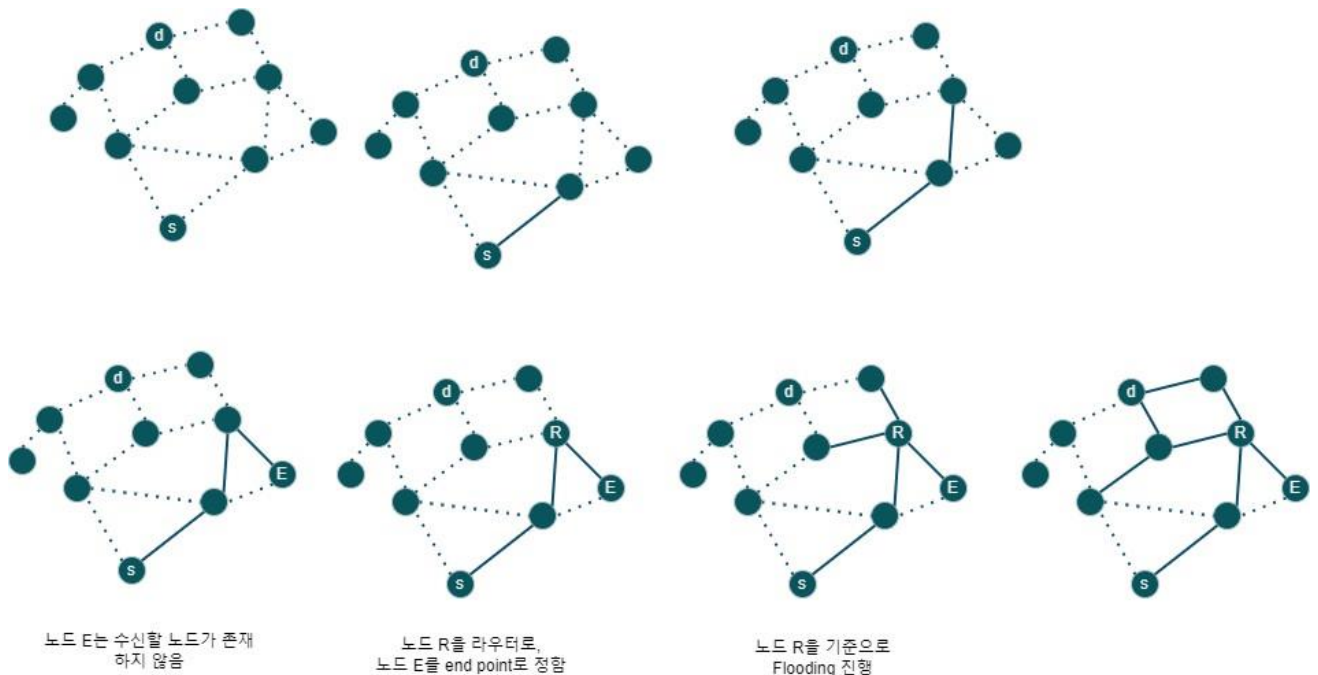 d
d
d
s
s
s
d
d
d
d
R
R
R
E
E
E
E
s
s
s
s
노드 E는 수신할 노드가 존재
하지 않음
노드 R을 라우터로,
노드 E를 end point로 정함
노드 R을 기준으로
Flooding 진행